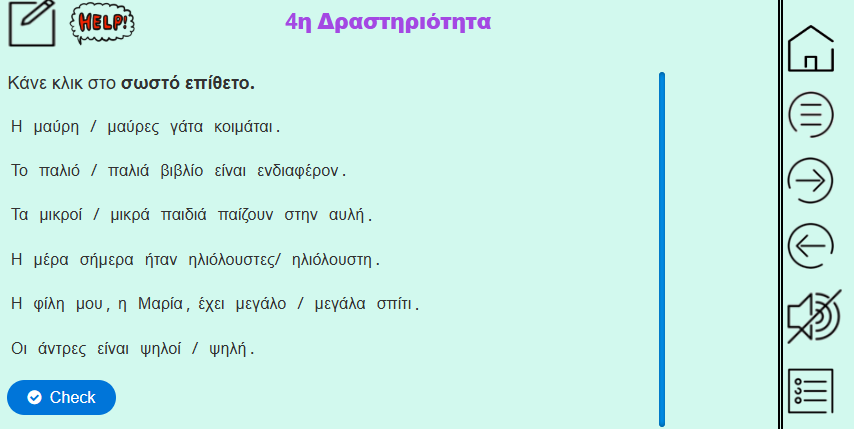 HELP!
4η Δραστηριότητα
Κάνε κλικ στο σωστό επίθετο.
Η μαύρη / μαύρες γάτα κοιμάται.
Το παλιό / παλιά βιβλίο είναι ενδιαφέρον.
Τα μικροί / μικρά παιδιά παίζουν στην αυλή.
Η μέρα σήμερα ήταν ηλιόλουστες/ ηλιόλουστη.
Η φίλη μου, η Μαρία, έχει μεγάλο / μεγάλα σπίτι.
Οι άντρες είναι ψηλοί / ψηλή.
Check